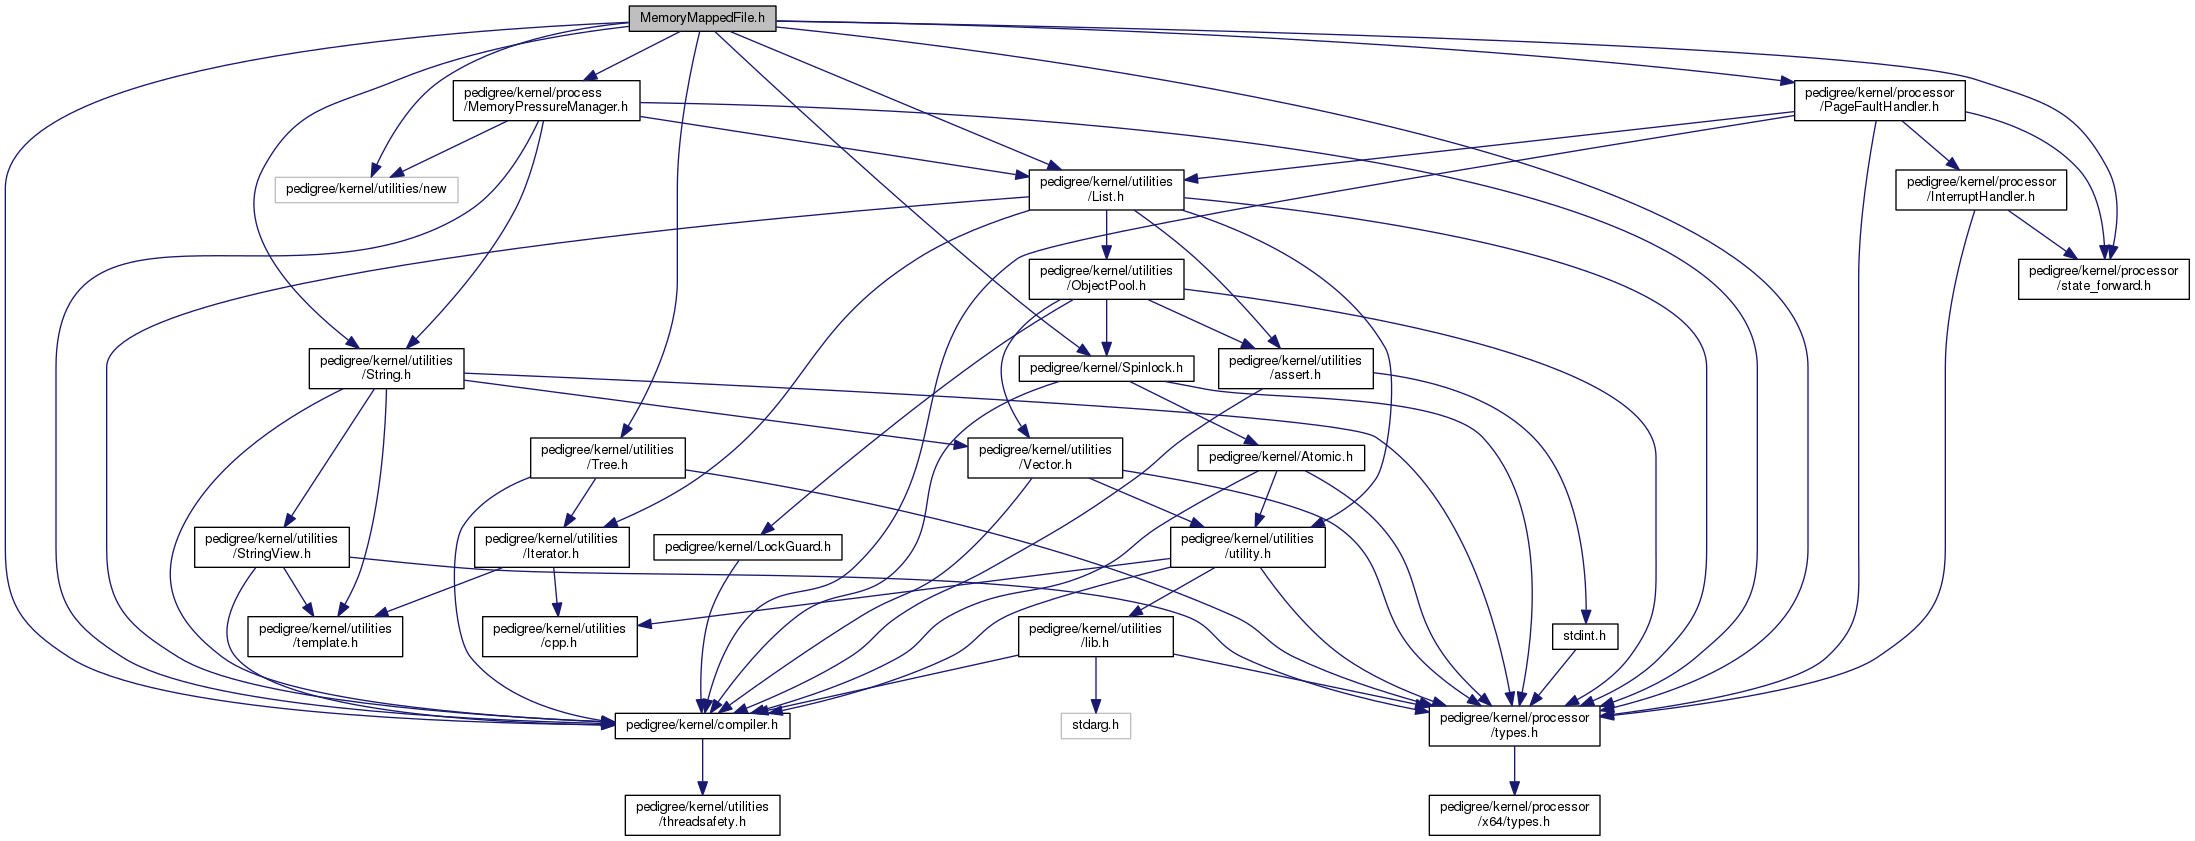 MemoryMappedFile.h
pedigree/kernel/process
/MemoryPressureManager.h
pedigree/kernel/processor
/PageFaultHandler.h
pedigree/kernel/utilities/new
pedigree/kernel/utilities
/List.h
pedigree/kernel/processor
/InterruptHandler.h
pedigree/kernel/utilities
/ObjectPool.h
pedigree/kernel/processor
/state_forward.h
pedigree/kernel/utilities
/String.h
pedigree/kernel/Spinlock.h
pedigree/kernel/utilities
/assert.h
pedigree/kernel/utilities
/Tree.h
pedigree/kernel/utilities
/Vector.h
pedigree/kernel/Atomic.h
pedigree/kernel/utilities
/StringView.h
pedigree/kernel/utilities
/Iterator.h
pedigree/kernel/LockGuard.h
pedigree/kernel/utilities
/utility.h
pedigree/kernel/utilities
/template.h
pedigree/kernel/utilities
/cpp.h
pedigree/kernel/utilities
/lib.h
stdint.h
pedigree/kernel/compiler.h
stdarg.h
pedigree/kernel/processor
/types.h
pedigree/kernel/utilities
/threadsafety.h
pedigree/kernel/processor
/x64/types.h